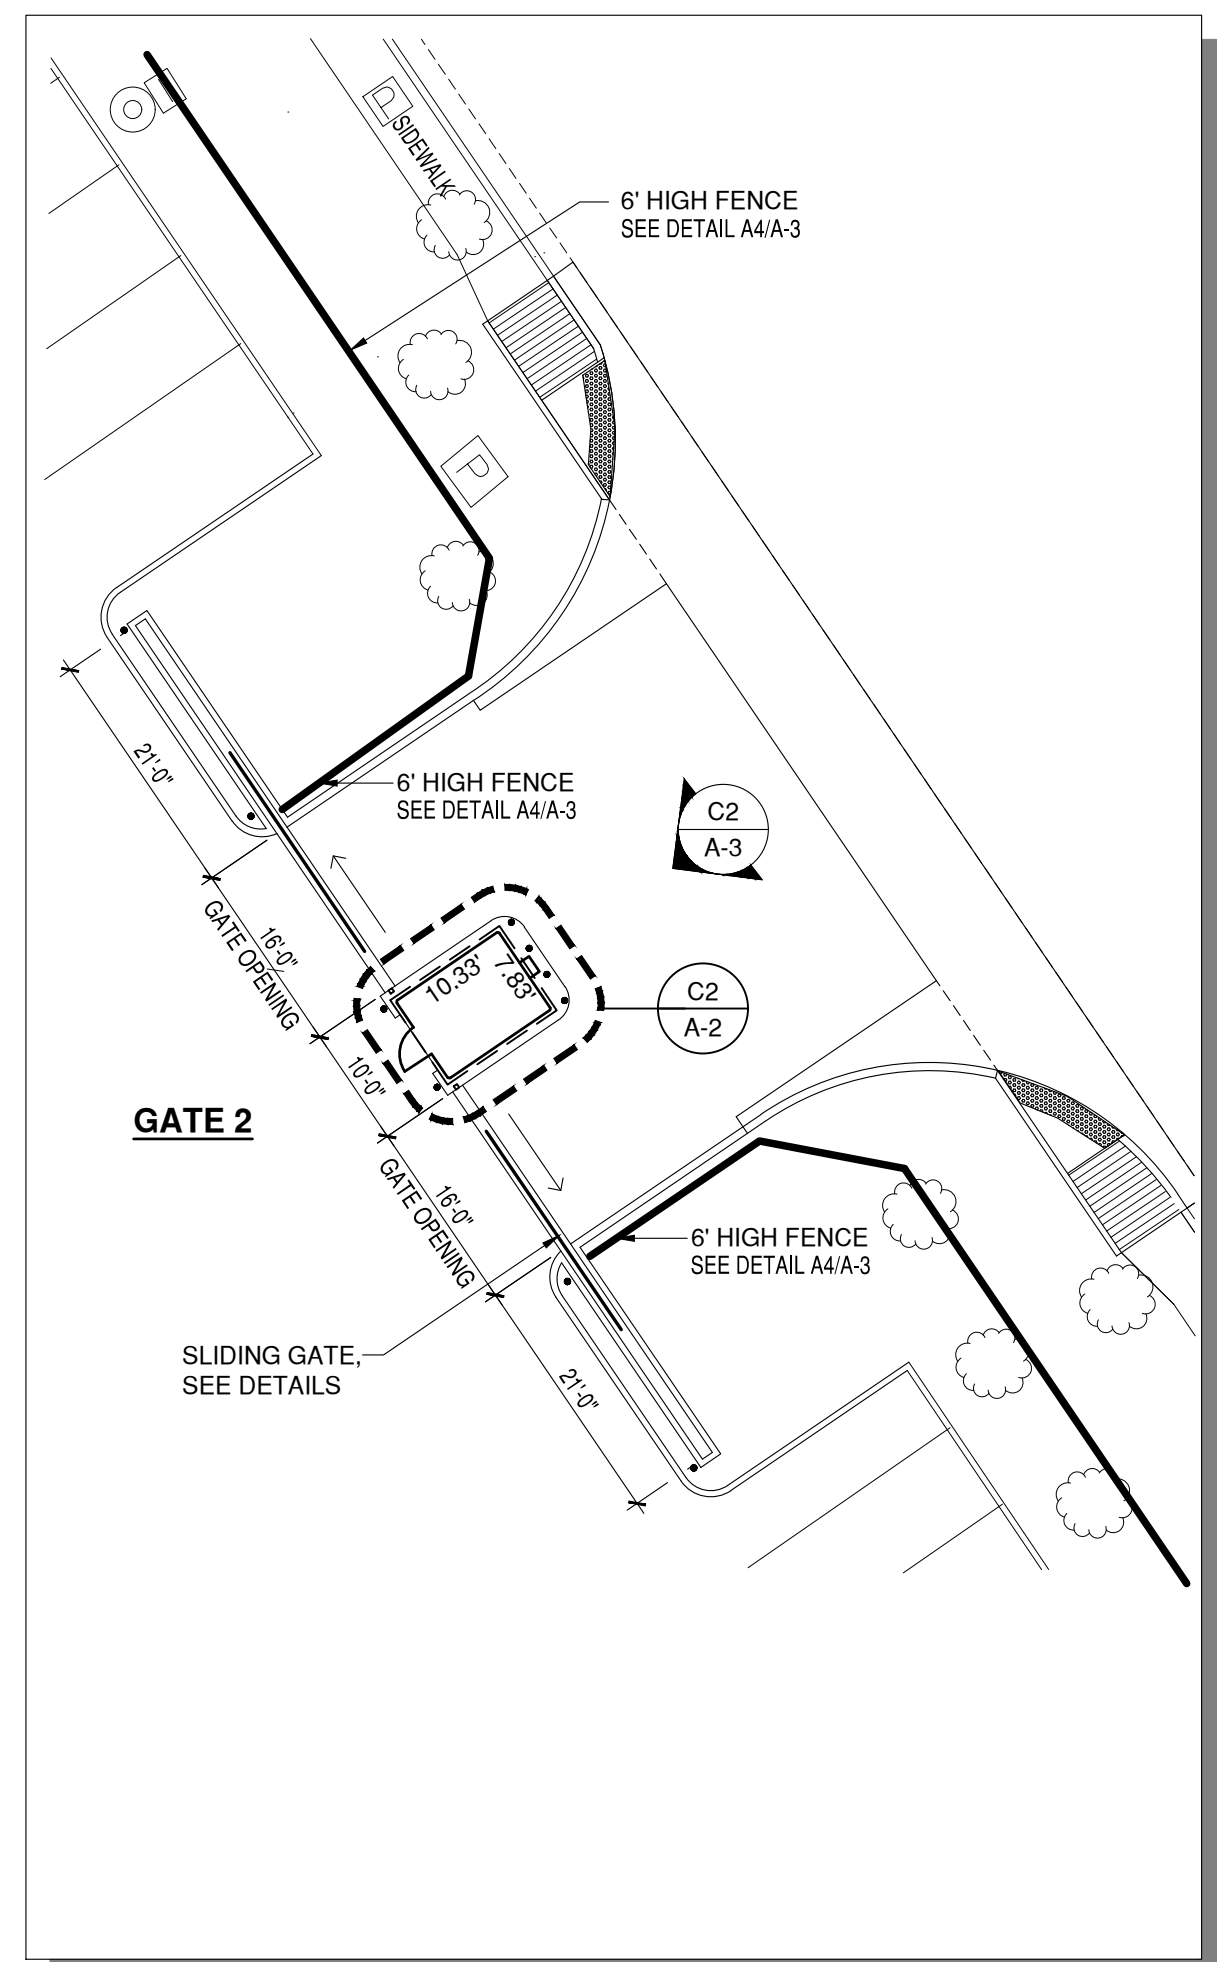 P
SIDEWALK
6' HIGH FENCE
SEE DETAIL A4/A-3
P
21'-0"
6' HIGH FENCE
SEE DETAIL A4/A-3
C2
A-3
16'-0"
GATE OPENING
10.33'
7.83'
C2
A-2
10'-0"
GATE 2
16'-0"
GATE OPENING
6' HIGH FENCE
SEE DETAIL A4/A-3
SLIDING GATE,
SEE DETAILS
21'-0"